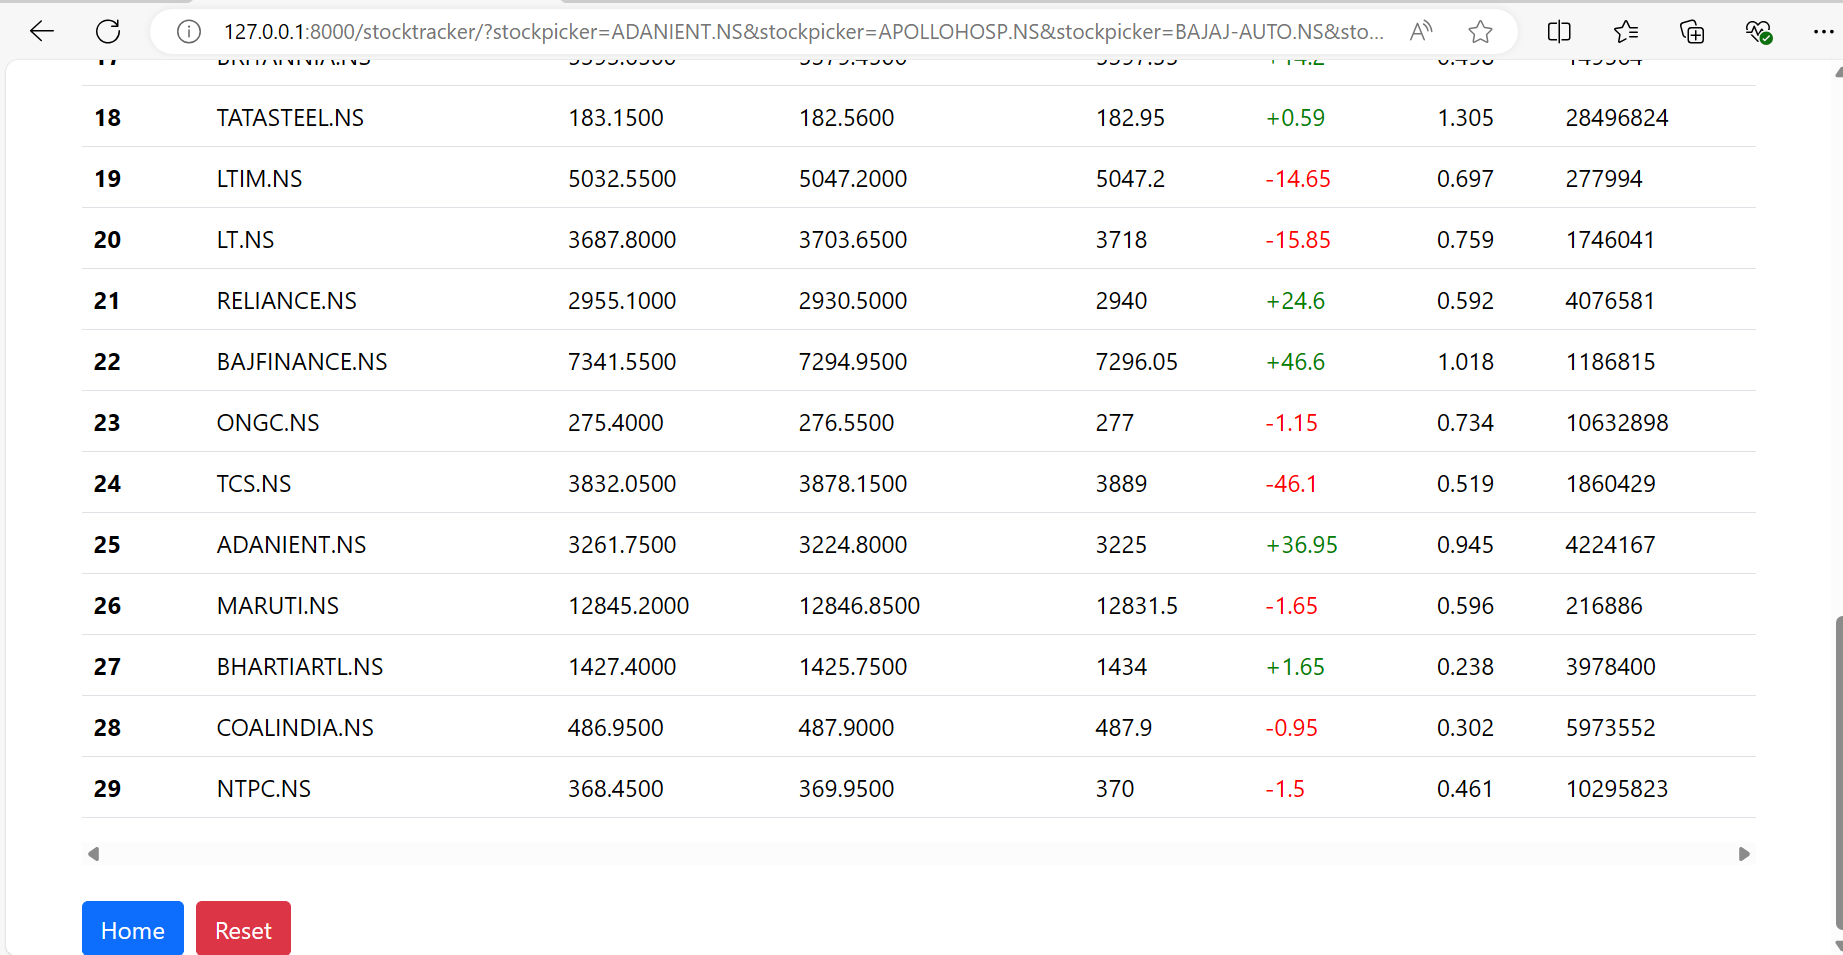 127.0.0.1:8000/stocktracker/?stockpicker=ADANIENT.NS&stockpicker=APOLLOHOSP.NS&stockpicker=BAJAJ-AUTO.NS&sto...
18 TATASTEEL.NS 183.1500 182.5600 182.95 +0.59 1.305 28496824
19 LTIM.NS 5032.5500 5047.2000 5047.2 -14.65 0.697 277994
20 LT.NS 3687.8000 3703.6500 3718 -15.85 0.759 1746041
21 RELIANCE.NS 2955.1000 2930.5000 2940 +24.6 0.592 4076581
22 BAJFINANCE.NS 7341.5500 7294.9500 7296.05 +46.6 1.018 1186815
23 ONGC.NS 275.4000 276.5500 277 -1.15 0.734 10632898
24 TCS.NS 3832.0500 3878.1500 3889 -46.1 0.519 1860429
25 ADANIENT.NS 3261.7500 3224.8000 3225 +36.95 0.945 4224167
26 MARUTI.NS 12845.2000 12846.8500 12831.5 -1.65 0.596 216886
27 BHARTIARTL.NS 1427.4000 1425.7500 1434 +1.65 0.238 3978400
28 COALINDIA.NS 486.9500 487.9000 487.9 -0.95 0.302 5973552
29 NTPC.NS 368.4500 369.9500 370 -1.5 0.461 10295823
Home Reset